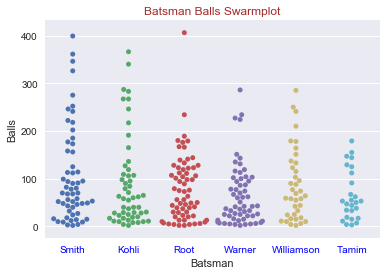 Batsman Balls Swarmplot
Balls
400
300
200
100
0
Smith Kohli Root Warner Williamson Tamim
Batsman